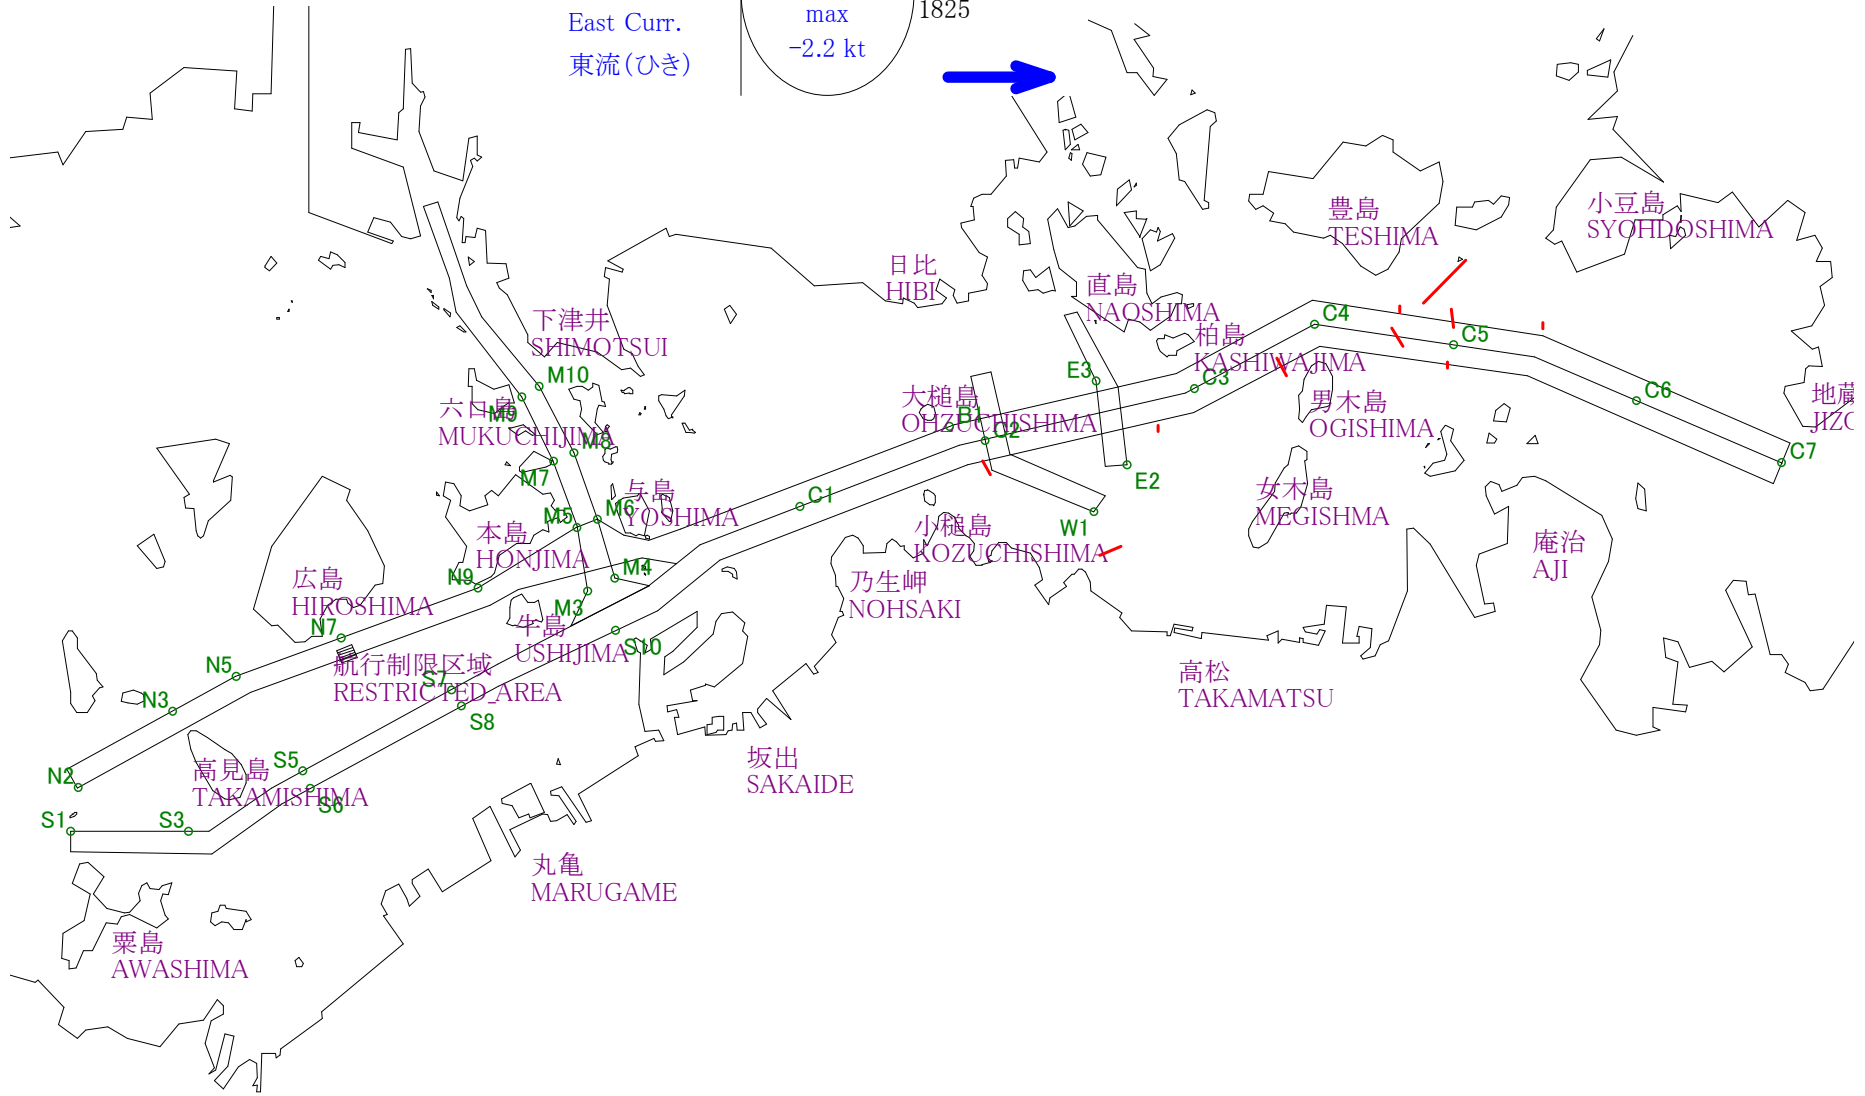 East Curr.
東流(ひき)
max
-2.2 kt
1825
豊島
TESHIMA
小豆島
SYOHDOSHIMA
日比
HIBI
直島
NAOSHIMA
下津井
SHIMOTSUI
柏島
KASHIWAJIMA
C4
C5
M10
E3
C3
C6
M9
六口島
MUKUCHIJIMA
大槌島
OHZUCHISHIMA
B1
C2
男木島
OGISHIMA
地蔵
JIZO
M8
M7
C7
E2
与島
YOSHIMA
C1
女木島
MEGISHMA
M5
M6
W1
本島
HONJIMA
小槌島
KOZUCHISHIMA
庵治
AJI
N9
M4
広島
HIROSHIMA
乃生岬
NOHSAKI
M3
N7
牛島
USHIJIMA
S10
N5
航行制限区域
RESTRICTED_AREA
S7
高松
TAKAMATSU
N3
S8
N2
高見島
TAKAMISHIMA
S5
S6
坂出
SAKAIDE
S1
S3
丸亀
MARUGAME
粟島
AWASHIMA